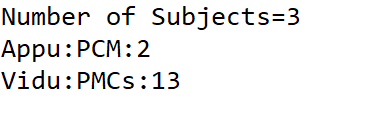 Number of Subjects=3
Appu:PCM:2
Vidu:PMCs:13